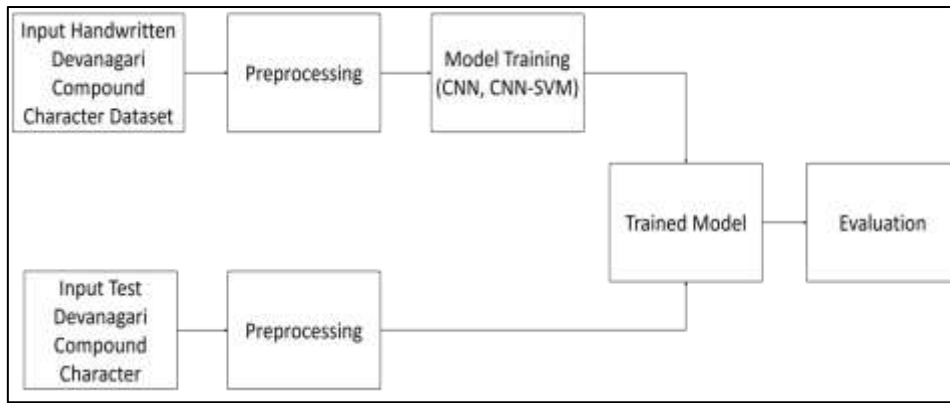 Input Handwritten
Devanagari
Compound
Character Dataset
Preprocessing
Model Training
(CNN, CNN-SVM)
Trained Model
Evaluation
Input Test
Devanagari
Compound
Character
Preprocessing